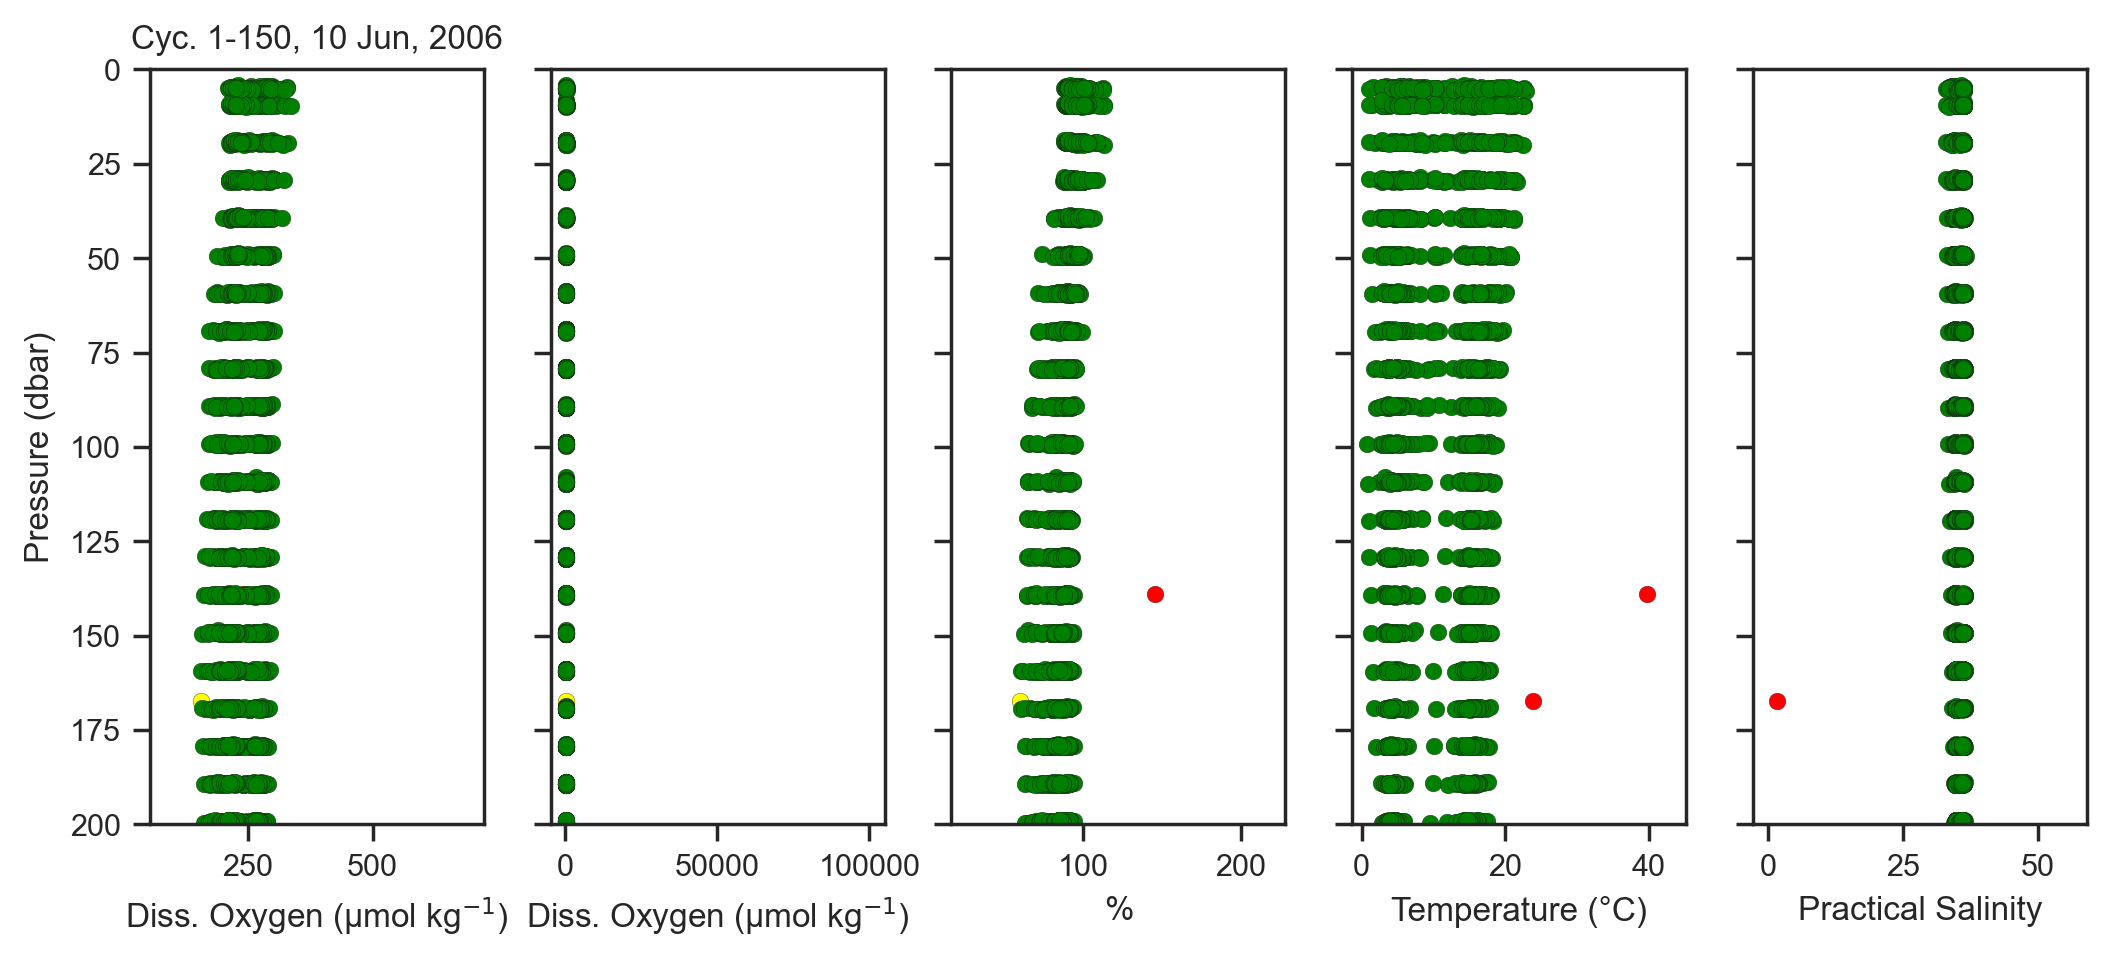 Cyc. 1-150, 10 Jun, 2006
Pressure (dbar)
0
25
50
75
100
125
150
175
200
250 500
0 50000 100000
100 200
0 20 40
0 25 50
Diss. Oxygen (µmol kg⁻¹)
Diss. Oxygen (µmol kg⁻¹)
%
Temperature (°C)
Practical Salinity